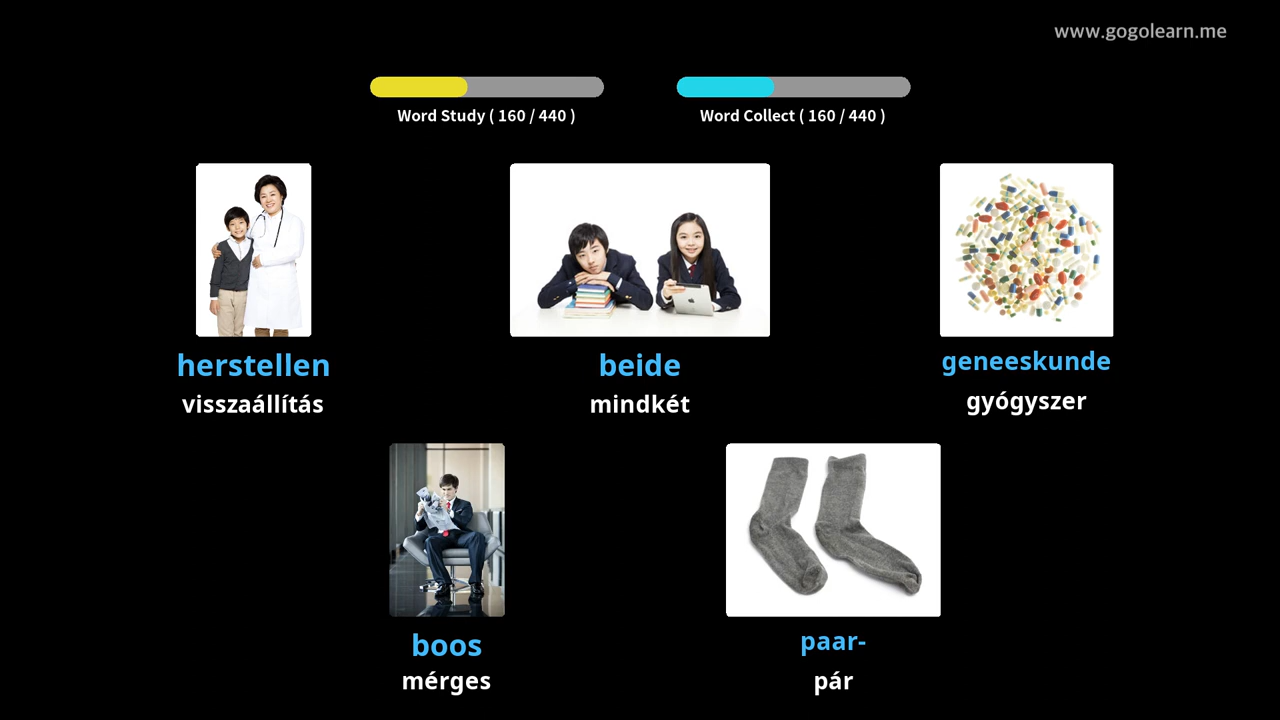 www.gogolearn.me
Word Study ( 160 / 440 )
Word Collect ( 160 / 440 )
herstellen
visszaállítás
beide
mindkét
geneeskunde
gyógyszer
boos
mérges
paar-
pár